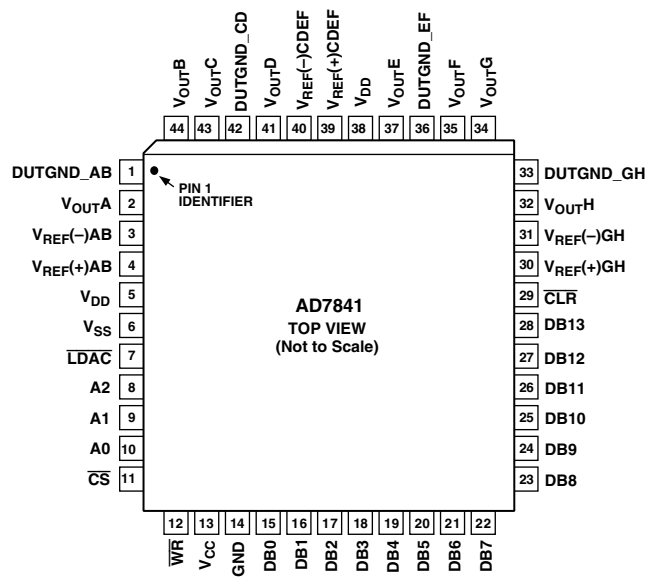 VOUTB
VOUTC
DUTGND_CD
VOUTD
VREF(–)CDEF
VREF(+)CDEF
VDD
VOUTE
DUTGND_EF
VOUTF
VOUTG
44 43 42 41 40 39 38 37 36 35 34
DUTGND_AB 1
VOUTA 2
VREF(–)AB 3
VREF(+)AB 4
VDD 5
VSS 6
LDAC 7
A2 8
A1 9
A0 10
CS 11
PIN 1
IDENTIFIER
AD7841
TOP VIEW
(Not to Scale)
33 DUTGND_GH
32 VOUTH
31 VREF(–)GH
30 VREF(+)GH
29 CLR
28 DB13
27 DB12
26 DB11
25 DB10
24 DB9
23 DB8
12 13 14 15 16 17 18 19 20 21 22
WR
VCC
GND
DB0
DB1
DB2
DB3
DB4
DB5
DB6
DB7